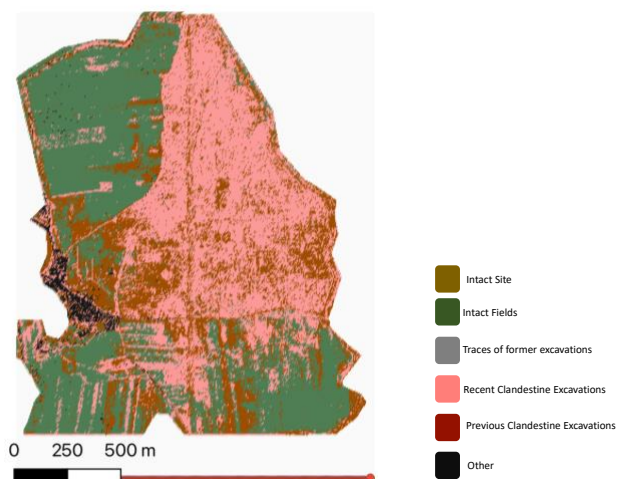 Intact Site
Intact Fields
Traces of former excavations
Recent Clandestine Excavations
Previous Clandestine Excavations
0 250 500 m
Other